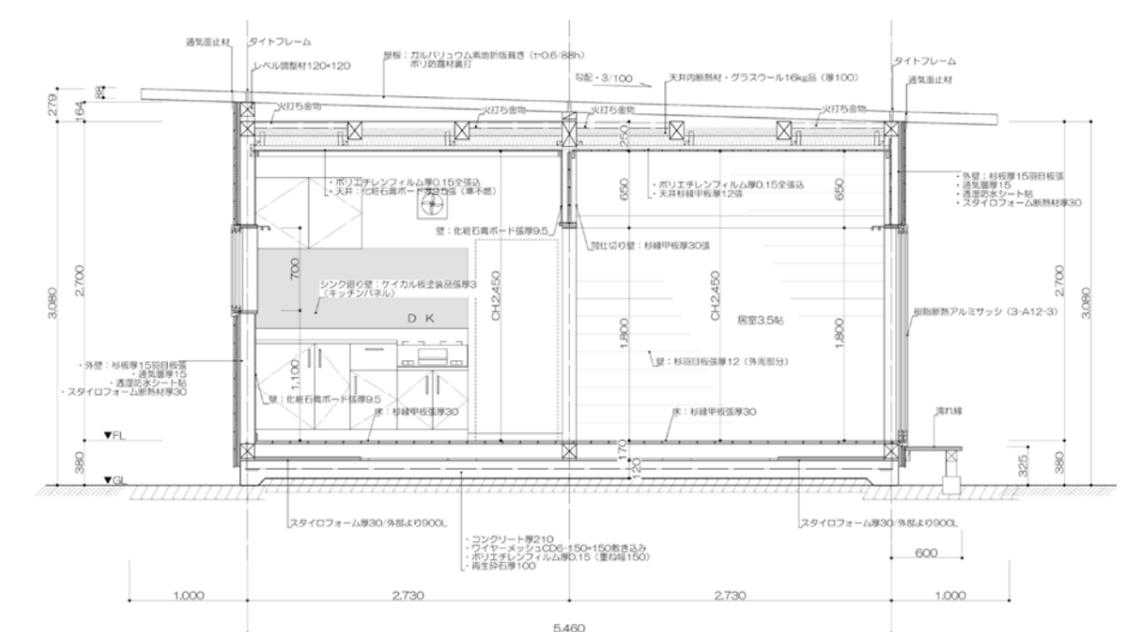 通気面止材
タイトフレーム
レベル調整材120*120
屋根：ガルバリュウム素地折版葺き（t=0.6/88h）
ポリ防露材裏打
勾配・3/100
天井内断熱材・グラスウール16kg品（厚100）
タイトフレーム
通気面止材
火打ち金物
火打ち金物
火打ち金物
火打ち金物
279
88
164
250
・ポリエチレンフィルム厚0.15全張込
・天井：化粧石膏ボード厚9.5張（準不燃）
・ポリエチレンフィルム厚0.15全張込
・天井杉縁甲板厚12張
650
650
・外壁：杉板厚15羽目板張
・通気層厚15
・透湿防水シート貼
・スタイロフォーム断熱材厚30
壁：化粧石膏ボード張厚9.5
間仕切り壁：杉縁甲板厚30張
700
シンク廻り壁：ケイカル板塗装品張厚3
（キッチンパネル）
3.080
2.700
CH2,450
CH2,450
2.700
3.080
ＤＫ
居室3.5帖
樹脂断熱アルミサッシ（3-A12-3）
1,800
1,800
壁：杉羽目板張厚12（外周部分）
・外壁：杉板厚15羽目板張
・通気層厚15
・透湿防水シート貼
・スタイロフォーム断熱材厚30
1,100
壁：化粧石膏ボード張厚9.5
床：杉縁甲板張厚30
床：杉縁甲板張厚30
濡れ縁
▼FL
170
380
120
325
380
▼GL
スタイロフォーム厚30/外部より900L
スタイロフォーム厚30/外部より900L
・コンクリート厚210
・ワイヤーメッシュCD6-150*150敷き込み
・ポリエチレンフィルム厚0.15（重ね幅150）
・再生砕石厚100
600
1.000
2.730
2.730
1.000
5.460